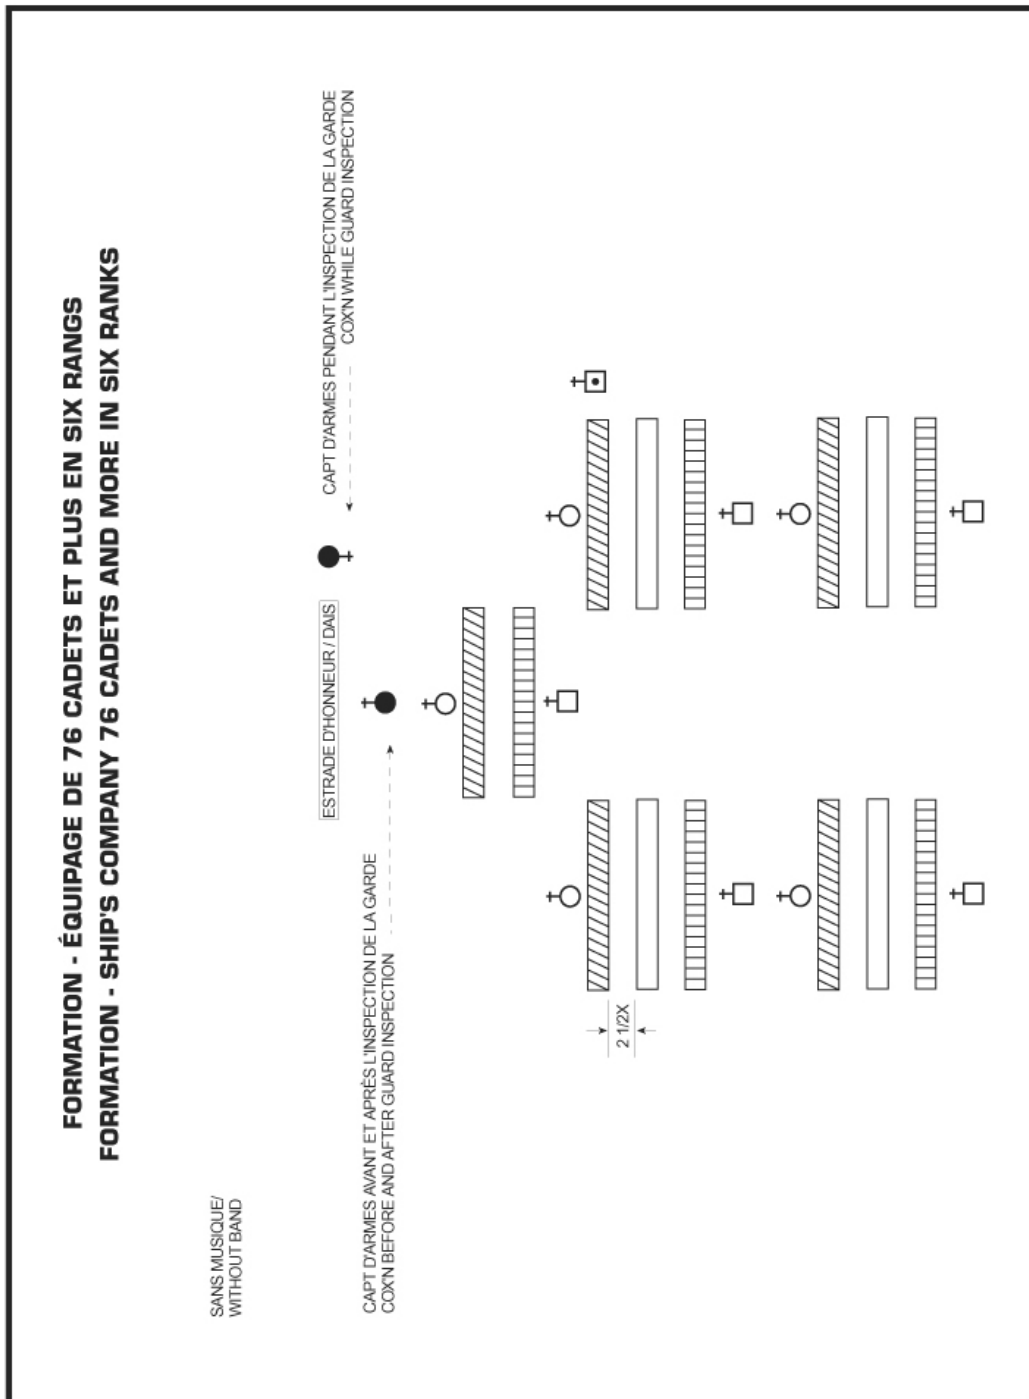 FORMATION - ÉQUIPAGE DE 76 CADETS ET PLUS EN SIX RANGS
FORMATION - SHIP'S COMPANY 76 CADETS AND MORE IN SIX RANKS
SANS MUSIQUE/
WITHOUT BAND
CAPT D'ARMES PENDANT L'INSPECTION DE LA GARDE
COX'N WHILE GUARD INSPECTION
ESTRADE D'HONNEUR / DAIS
CAPT D'ARMES AVANT ET APRÈS L'INSPECTION DE LA GARDE
COX'N BEFORE AND AFTER GUARD INSPECTION
2 1/2X